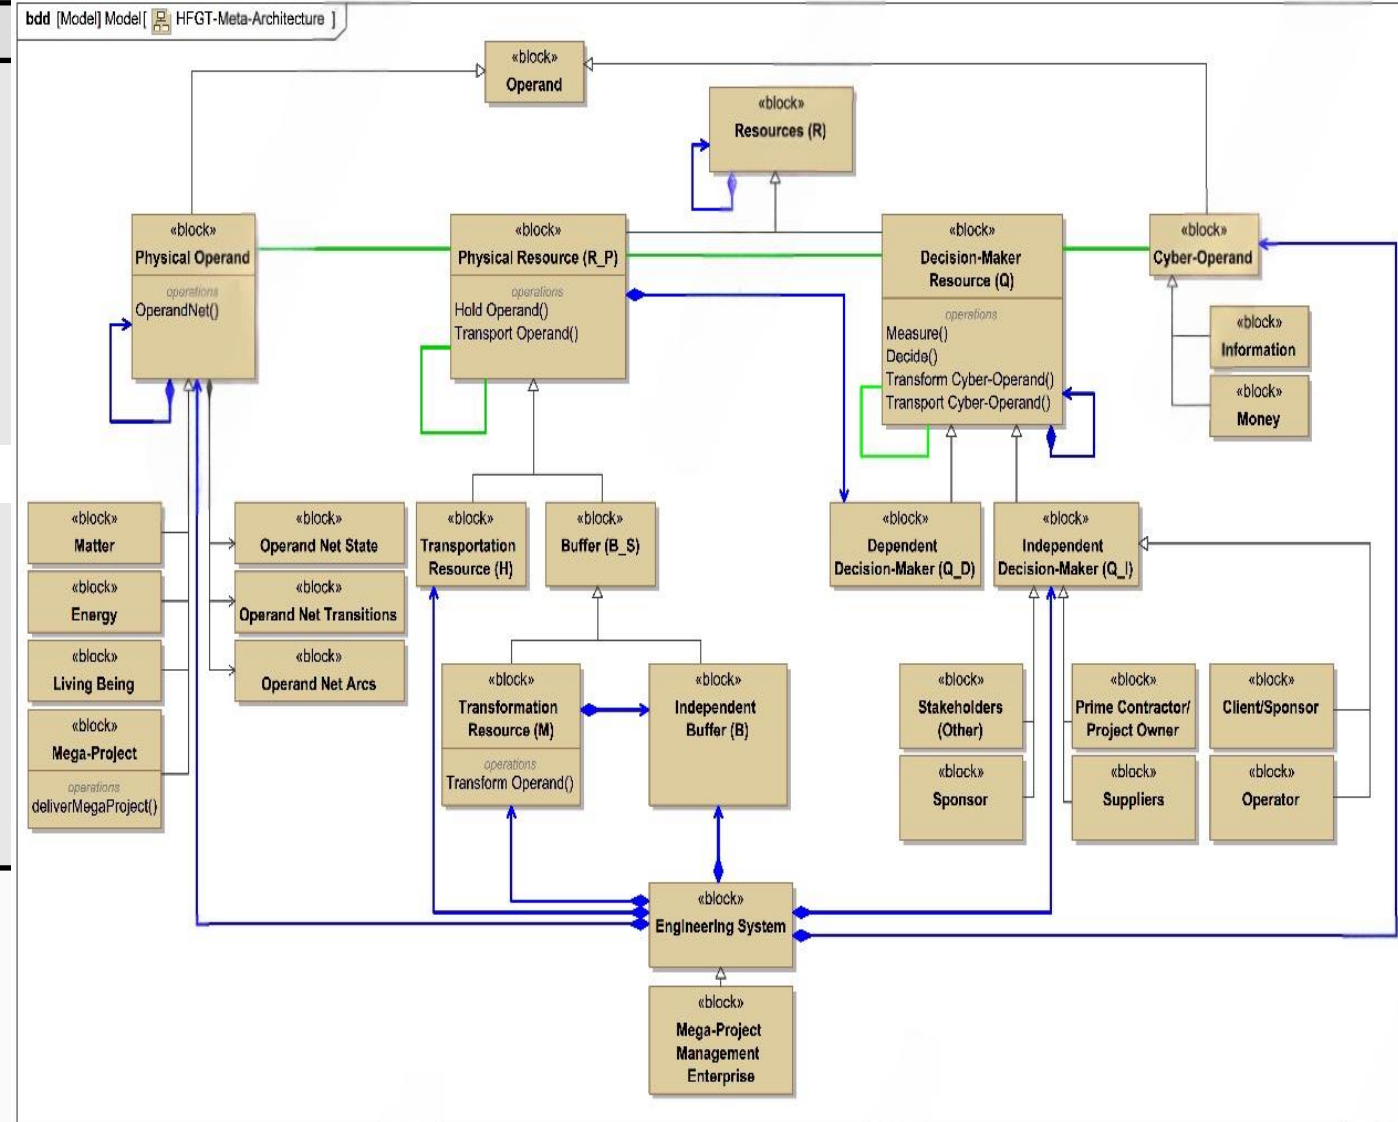 bdd [Model] Model[ HFGT-Meta-Architecture ]
«block»
Operand
«block»
Resources (R)
«block»
Physical Operand
operations
OperandNet()
«block»
Physical Resource (R_P)
operations
Hold Operand()
Transport Operand()
«block»
Decision-Maker
Resource (Q)
operations
Measure()
Decide()
Transform Cyber-Operand()
Transport Cyber-Operand()
«block»
Cyber-Operand
«block»
Information
«block»
Money
«block»
Matter
«block»
Energy
«block»
Living Being
«block»
Mega-Project
operations
deliverMegaProject()
«block»
Operand Net State
«block»
Operand Net Transitions
«block»
Operand Net Arcs
«block»
Transportation
Resource (H)
«block»
Buffer (B_S)
«block»
Dependent
Decision-Maker (Q_D)
«block»
Independent
Decision-Maker (Q_I)
«block»
Transformation
Resource (M)
operations
Transform Operand()
«block»
Independent
Buffer (B)
«block»
Stakeholders
(Other)
«block»
Prime Contractor/
Project Owner
«block»
Client/Sponsor
«block»
Sponsor
«block»
Suppliers
«block»
Operator
«block»
Engineering System
«block»
Mega-Project
Management
Enterprise